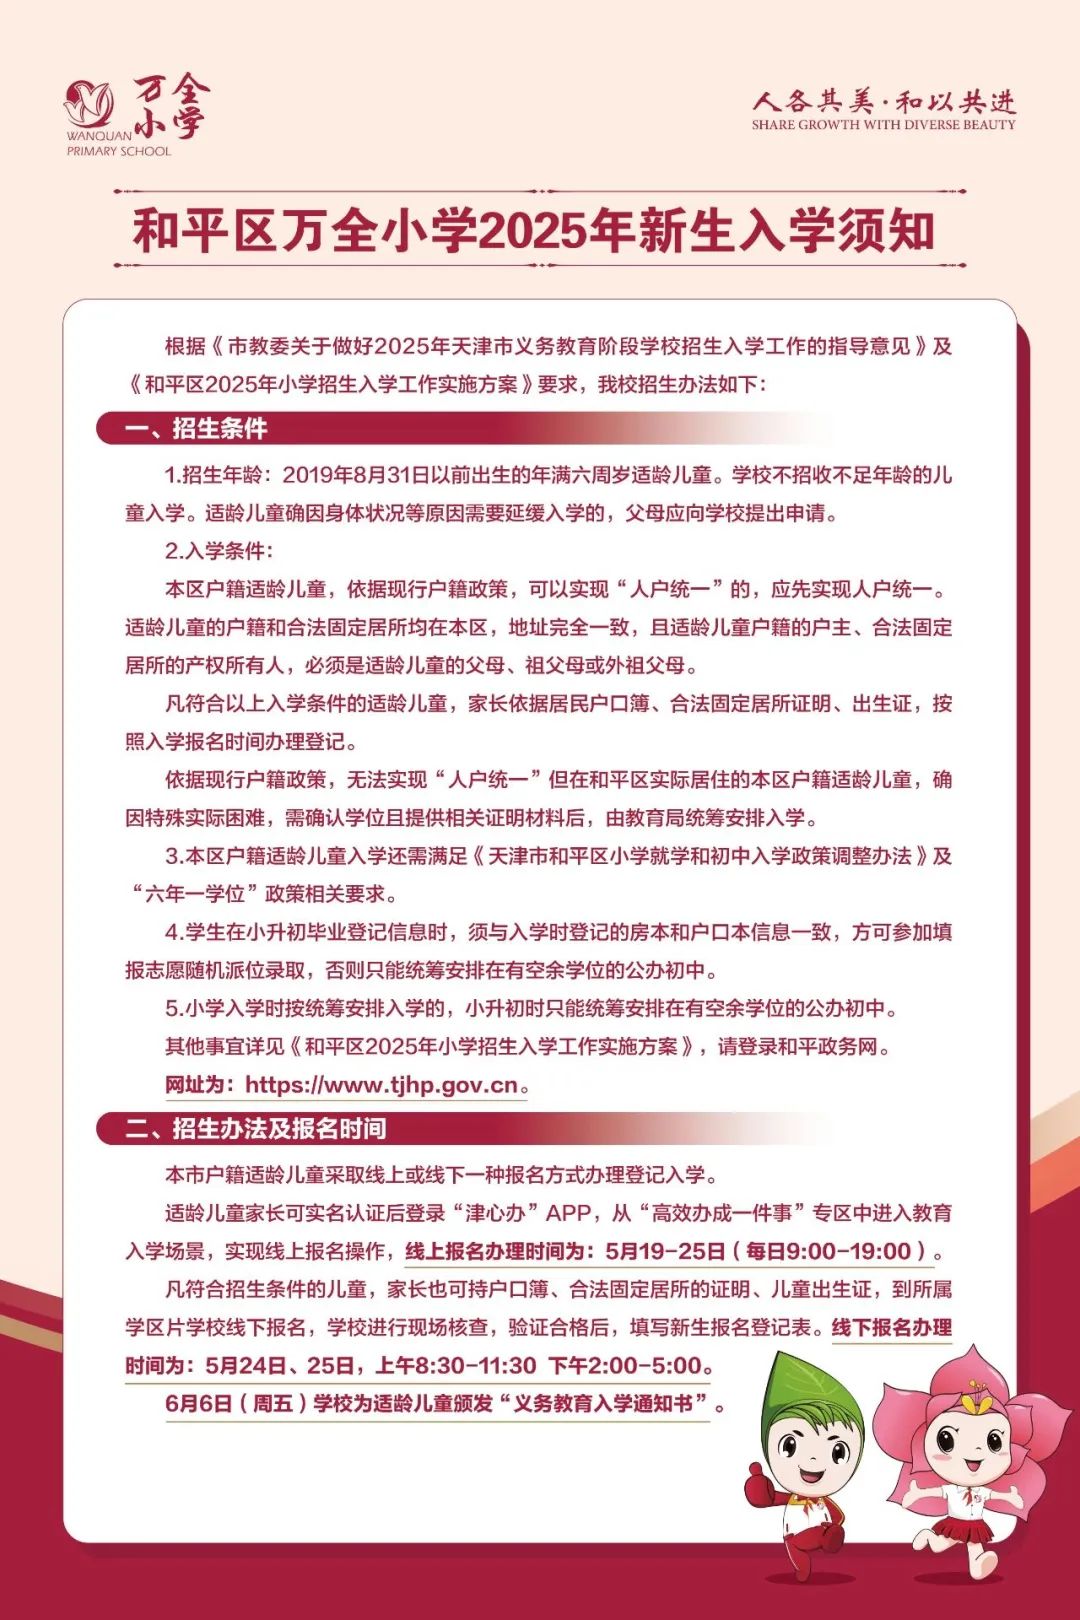 万全
小学
WANQUAN
PRIMARY SCHOOL
人各其美·和以共进
SHARE GROWTH WITH DIVERSE BEAUTY
和平区万全小学2025年新生入学须知
根据《市教委关于做好2025年天津市义务教育阶段学校招生入学工作的指导意见》及
《和平区2025年小学招生入学工作实施方案》要求，我校招生办法如下：
一、招生条件
1.招生年龄：2019年8月31日以前出生的年满六周岁适龄儿童。学校不招收不足年龄的儿
童入学。适龄儿童确因身体状况等原因需要延缓入学的，父母应向学校提出申请。
2.入学条件：
本区户籍适龄儿童，依据现行户籍政策，可以实现“人户统一”的，应先实现人户统一。
适龄儿童的户籍和合法固定居所均在本区，地址完全一致，且适龄儿童户籍的户主、合法固定
居所的产权所有人，必须是适龄儿童的父母、祖父母或外祖父母。
凡符合以上入学条件的适龄儿童，家长依据居民户口簿、合法固定居所证明、出生证，按
照入学报名时间办理登记。
依据现行户籍政策，无法实现“人户统一”但在和平区实际居住的本区户籍适龄儿童，确
因特殊实际困难，需确认学位且提供相关证明材料后，由教育局统筹安排入学。
3.本区户籍适龄儿童入学还需满足《天津市和平区小学就学和初中入学政策调整办法》及
“六年一学位”政策相关要求。
4.学生在小升初毕业登记信息时，须与入学时登记的房本和户口本信息一致，方可参加填
报志愿随机派位录取，否则只能统筹安排在有空余学位的公办初中。
5.小学入学时按统筹安排入学的，小升初时只能统筹安排在有空余学位的公办初中。
其他事宜详见《和平区2025年小学招生入学工作实施方案》，请登录和平政务网。
网址为：https://www.tjhp.gov.cn。
二、招生办法及报名时间
本市户籍适龄儿童采取线上或线下一种报名方式办理登记入学。
适龄儿童家长可实名认证后登录“津心办”APP，从“高效办成一件事”专区中进入教育
入学场景，实现线上报名操作，线上报名办理时间为：5月19-25日（每日9:00-19:00）。
凡符合招生条件的儿童，家长也可持户口簿、合法固定居所的证明、儿童出生证，到所属
学区片学校线下报名，学校进行现场核查，验证合格后，填写新生报名登记表。线下报名办理
时间为：5月24日、25日，上午8:30-11:30 下午2:00-5:00。
6月6日（周五）学校为适龄儿童颁发“义务教育入学通知书”。